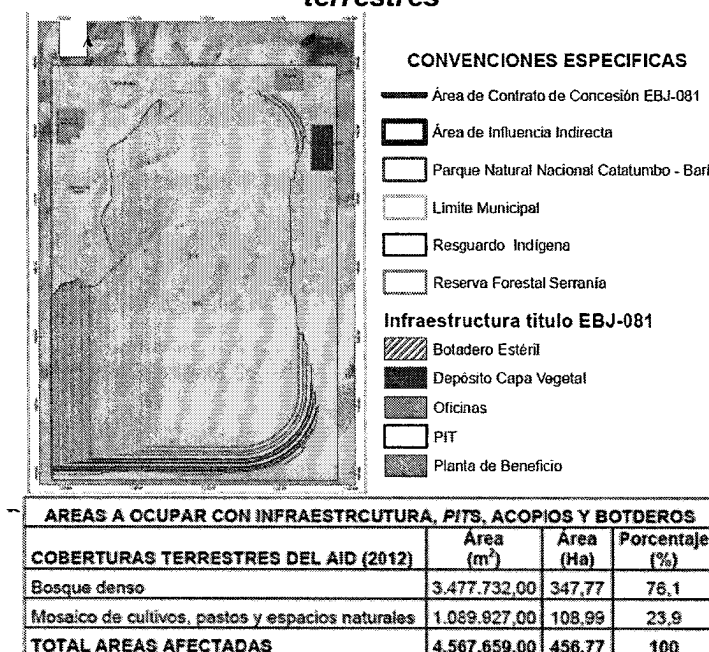 terrestres
CONVENCIONES ESPECIFICAS
Área de Contrato de Concesión EBJ-081
Área de Influencia Indirecta
Parque Natural Nacional Catatumbo - Barí
Limite Municipal
Resguardo Indígena
Reserva Forestal Serranía
Infraestructura titulo EBJ-081
Botadero Estéril
Depósito Capa Vegetal
Oficinas
PIT
Planta de Beneficio
AREAS A OCUPAR CON INFRAESTRCUTURA, PITS, ACOPIOS Y BOTDEROS
COBERTURAS TERRESTRES DEL AID (2012) Área (m²) Área (Ha) Porcentaje (%)
Bosque denso 3.477.732,00 347,77 76,1
Mosaico de cultivos, pastos y espacios naturales 1.089.927,00 108,99 23,9
TOTAL AREAS AFECTADAS 4.567.659,00 456,77 100